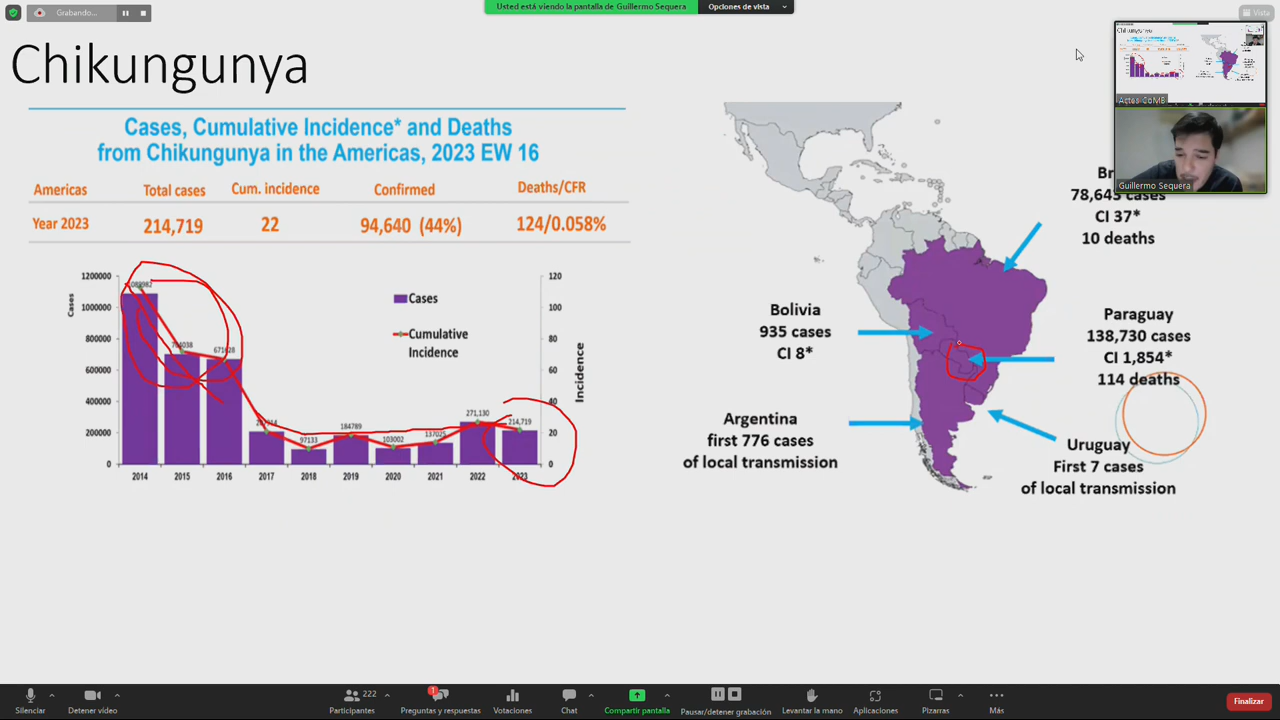 Grabando...
Usted está viendo la pantalla de Guillermo Sequera
Opciones de vista
Vista
Chikungunya
Cases, Cumulative Incidence* and Deaths
from Chikungunya in the Americas, 2023 EW 16
Americas Total cases Cum. incidence Confirmed Deaths/CFR
Year 2023 214,719 22 94,640 (44%) 124/0.058%
Cases
1200000
1000000
800000
600000
400000
200000
0
671628
184789
103002
137025
271,130
214,719
97133
Cases
Cumulative
Incidence
120
100
80
60
40
20
0
Incidence
2014 2015 2016 2017 2018 2019 2020 2021 2022 2023
78,643 cases
CI 37*
10 deaths
Bolivia
935 cases
CI 8*
Paraguay
138,730 cases
CI 1,854*
114 deaths
Argentina
first 776 cases
of local transmission
Uruguay
First 7 cases
of local transmission
Chikungunya
Actos CoMB
Guillermo Sequera
Silenciar
Detener video
222
Participantes
1
Preguntas y respuestas
Votaciones
Chat
Compartir pantalla
Pausar/detener grabación
Levantar la mano
Aplicaciones
Pizarras
Más
Finalizar